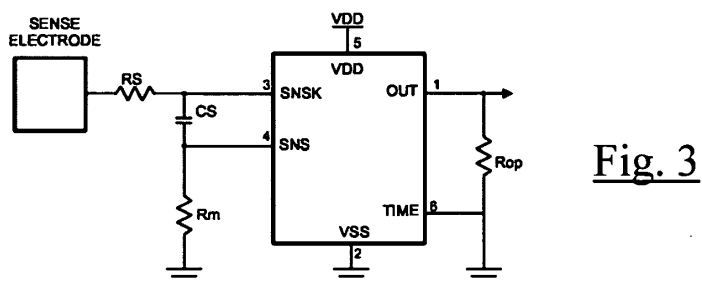 SENSE
ELECTRODE
RS
CS
Rm
VDD
5
VDD
3
SNSK
4
SNS
OUT
1
TIME
6
VSS
2
Rop
Fig. 3